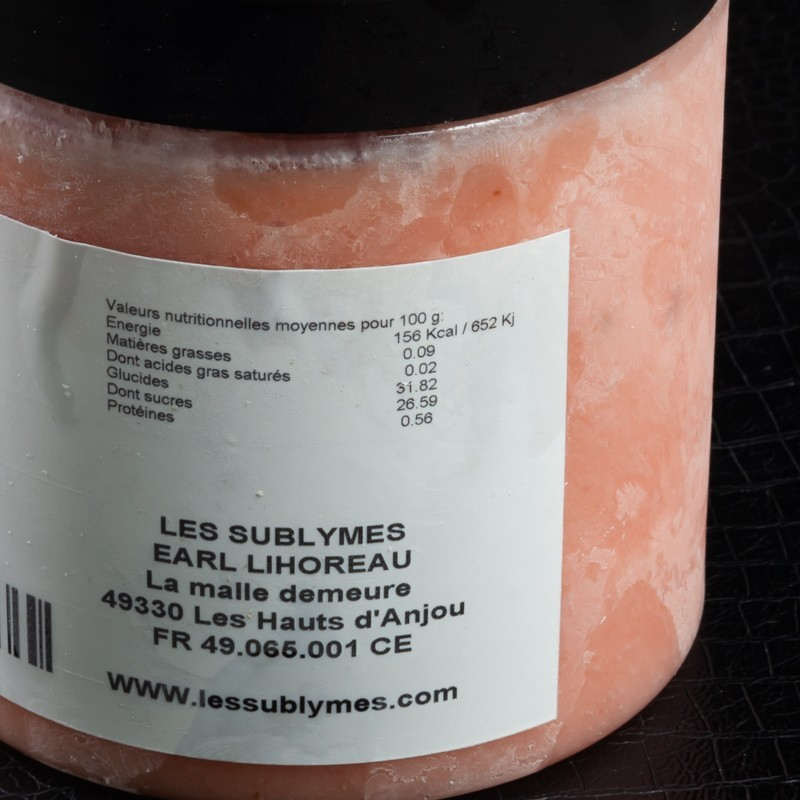 Valeurs nutritionnelles moyennes pour 100 g:
Energie 156 Kcal / 652 Kj
Matières grasses 0.09
Dont acides gras saturés 0.02
Glucides 31.82
Dont sucres 26.59
Protéines 0.56
LES SUBLYMES
EARL LIHOREAU
La malle demeure
49330 Les Hauts d'Anjou
FR 49.065.001 CE
www.lessublymes.com